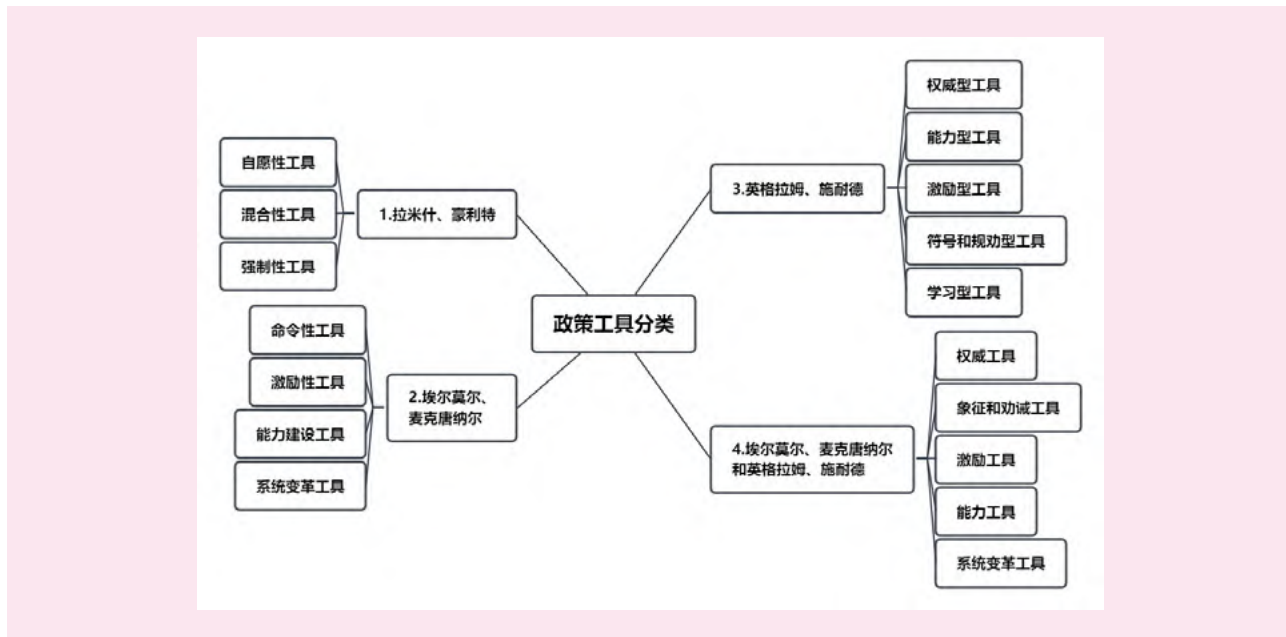 政策工具分类
1.拉米什、豪利特
自愿性工具
混合性工具
强制性工具
2.埃尔莫尔、
麦克唐纳尔
命令性工具
激励性工具
能力建设工具
系统变革工具
3.英格拉姆、施耐德
权威型工具
能力型工具
激励型工具
符号和规劝型工具
学习型工具
4.埃尔莫尔、麦克唐纳尔
和英格拉姆、施耐德
权威工具
象征和劝诫工具
激励工具
能力工具
系统变革工具